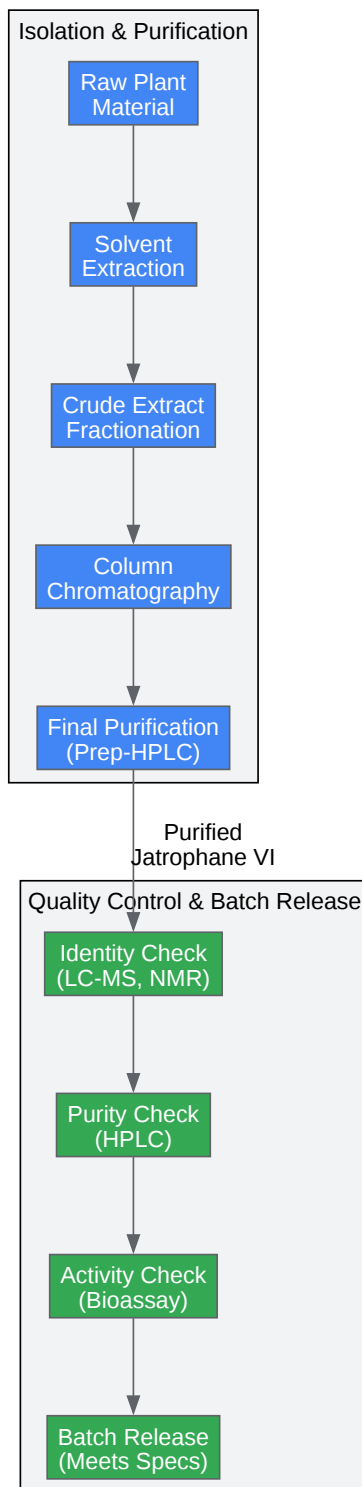 Isolation & Purification
Raw Plant
Material
Solvent
Extraction
Crude Extract
Fractionation
Column
Chromatography
Final Purification
(Prep-HPLC)
Purified
Jatrophane VI
Quality Control & Batch Release
Identity Check
(LC-MS, NMR)
Purity Check
(HPLC)
Activity Check
(Bioassay)
Batch Release
(Meets Specs)